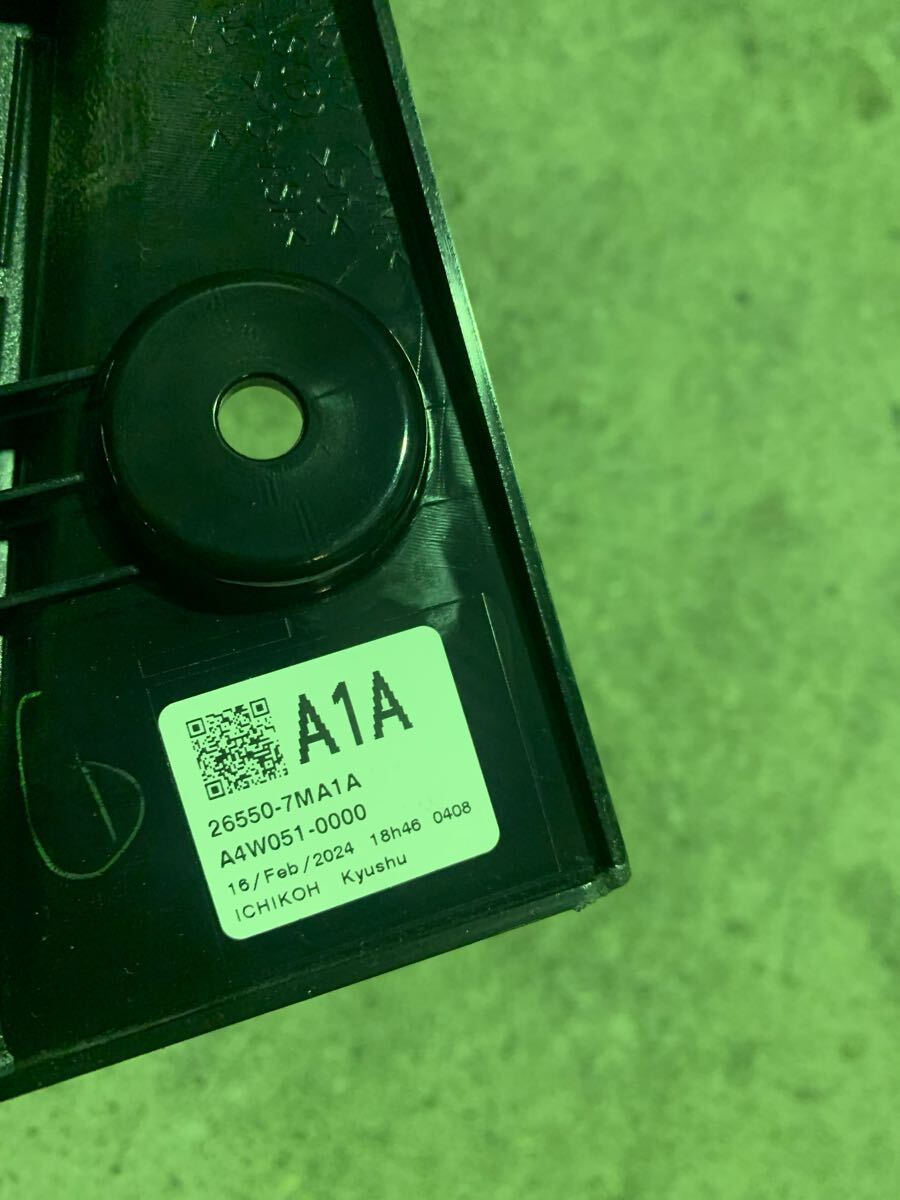 A1A
26550-7MA1A
A4W051-0000
16/Feb/2024 18h46 0408
ICHIKOH Kyushu